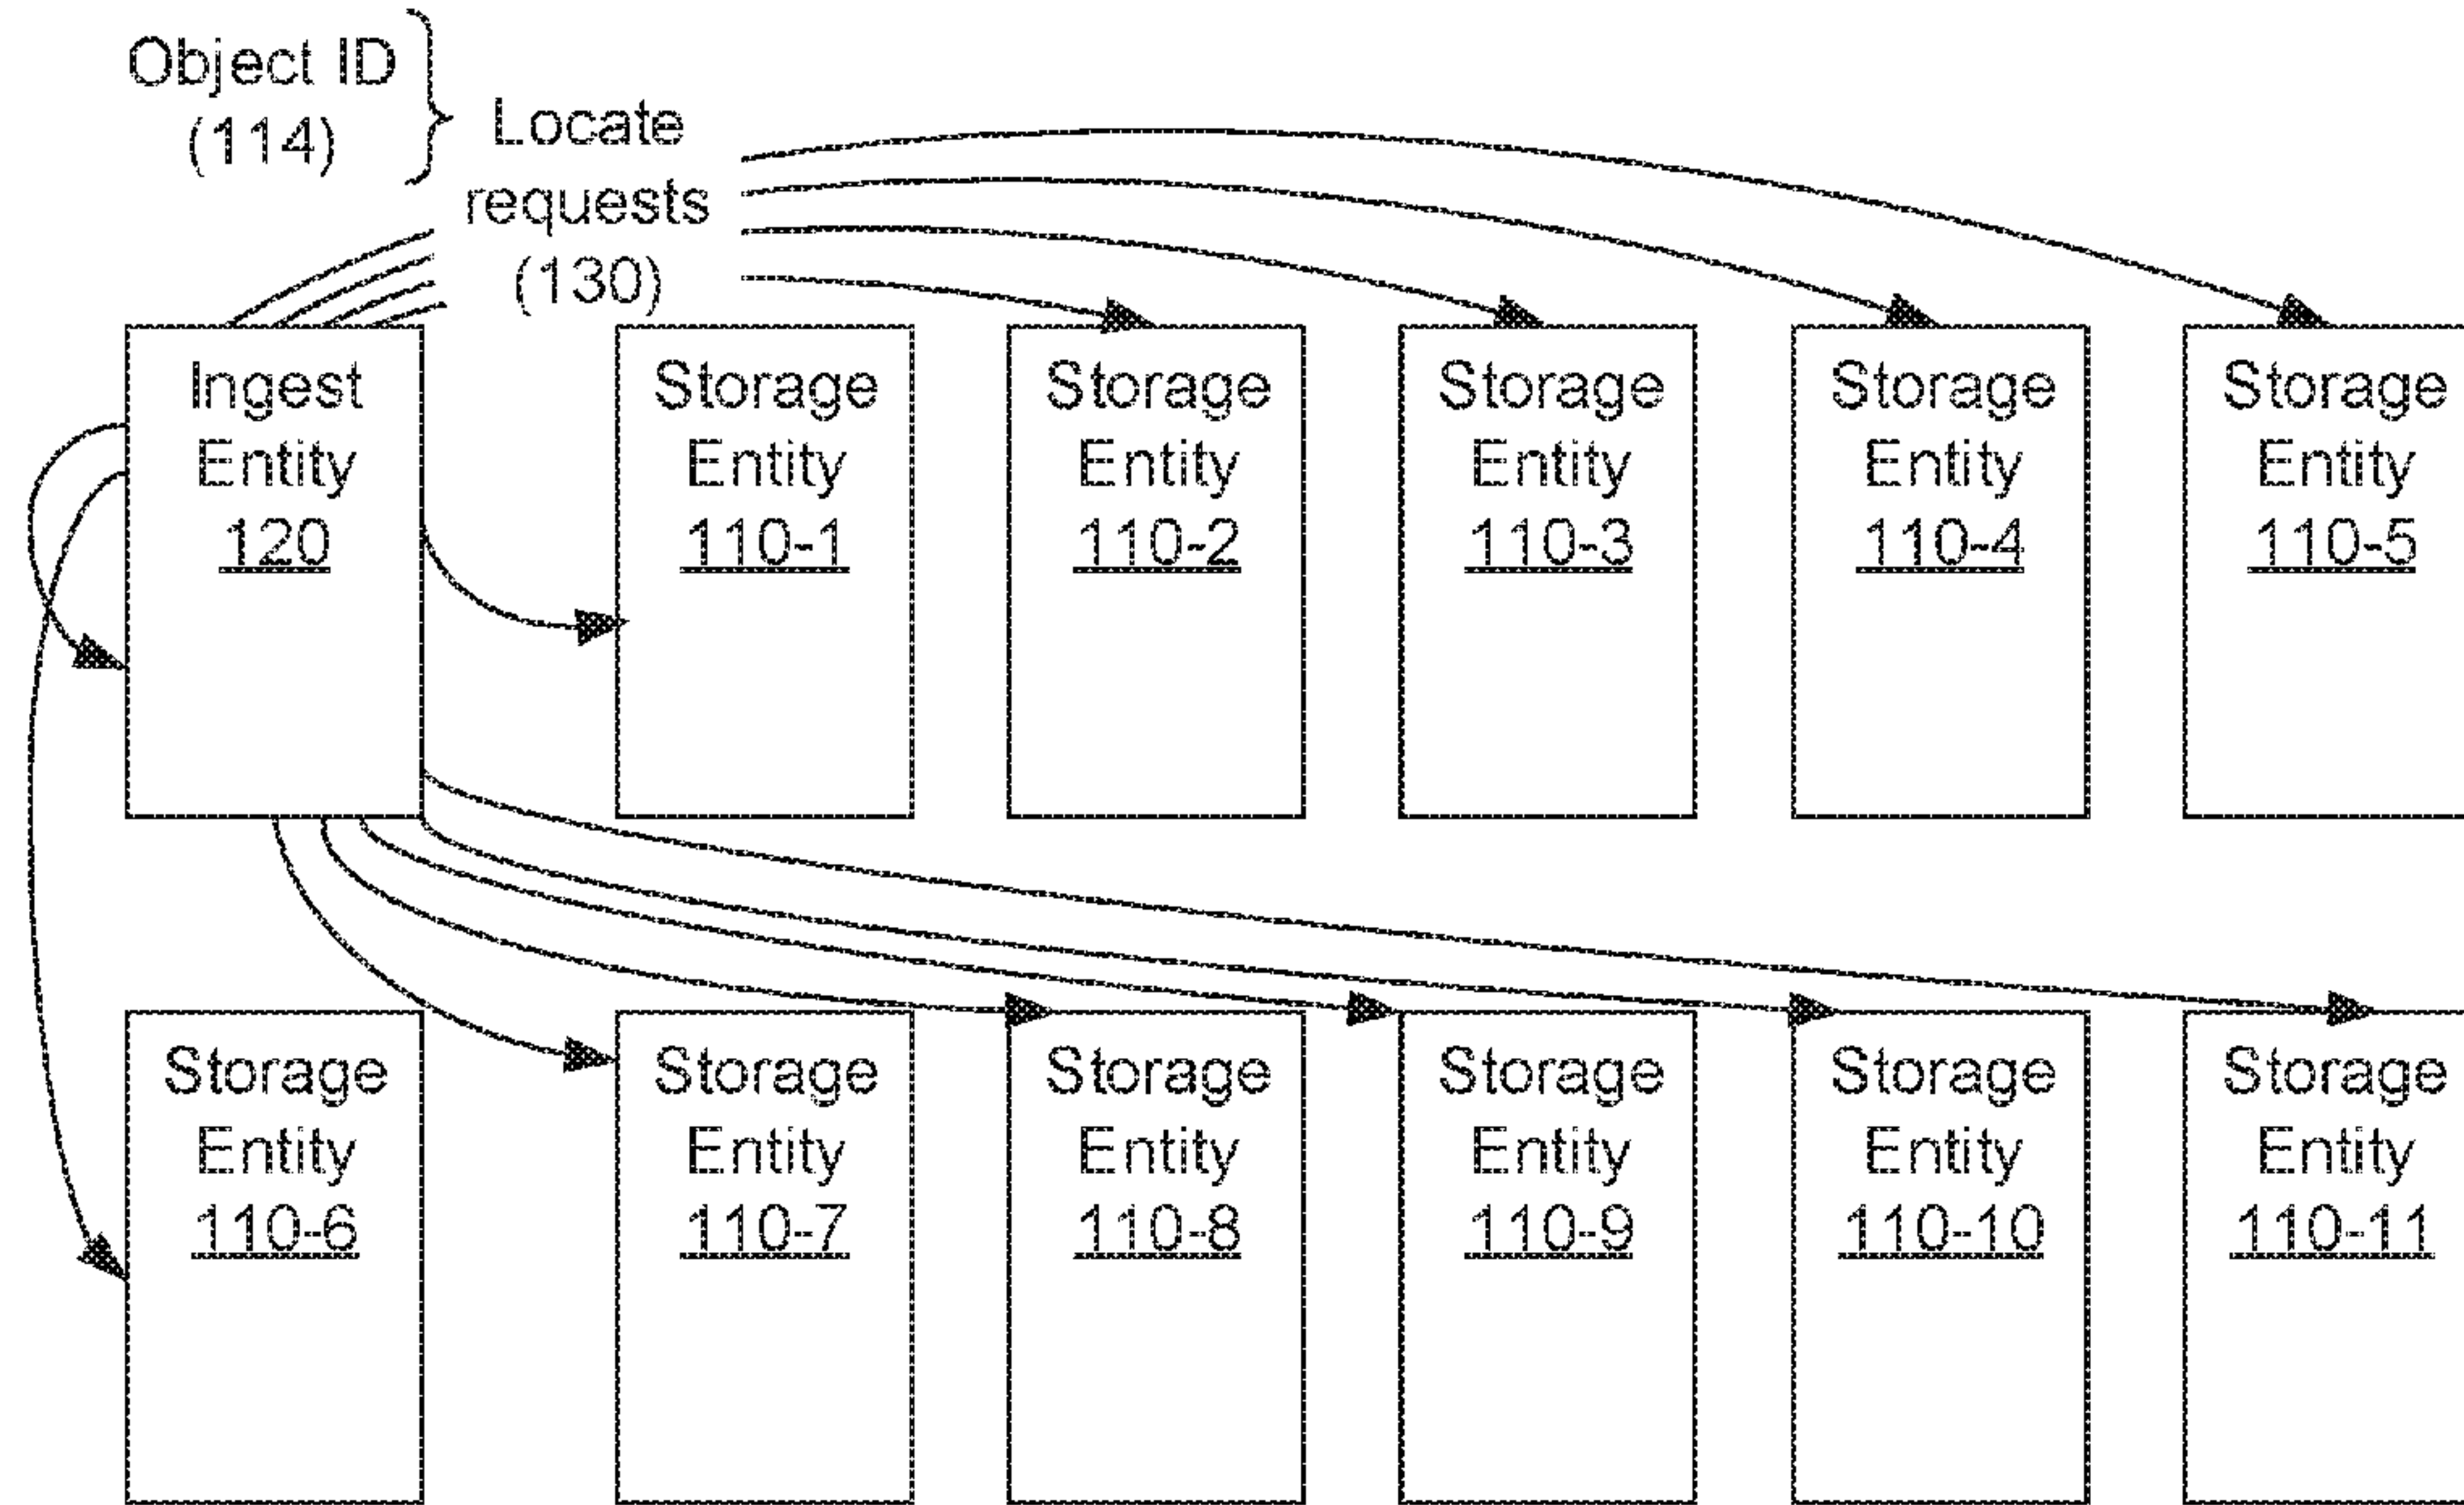 Object ID
(114)
Locate
requests
(130)
Ingest
Entity
120
Storage
Entity
110-1
Storage
Entity
110-2
Storage
Entity
110-3
Storage
Entity
110-4
Storage
Entity
110-5
Storage
Entity
110-6
Storage
Entity
110-7
Storage
Entity
110-8
Storage
Entity
110-9
Storage
Entity
110-10
Storage
Entity
110-11